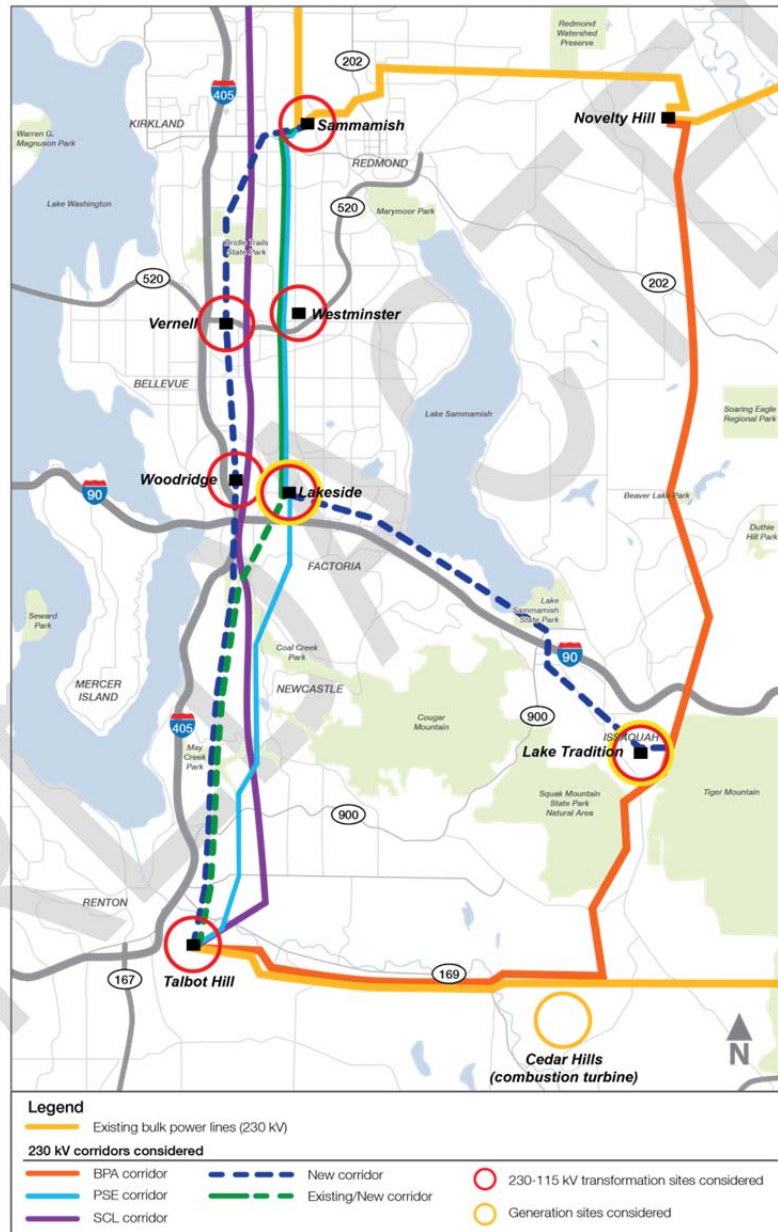 202
Redmond
Watershed
Preserve
405
KIRKLAND
Sammamish
Novelty Hill
Warren G.
Magnuson Park
REDMOND
Lake Washington
520
Marymoor Park
Bridle Trails
State Park
520
202
Westminster
Vernell
BELLEVUE
Lake Sammamish
Soaring Eagle
Regional Park
Woodridge
Lakeside
90
Beaver Lake Park
Duthie
Hill Park
FACTORIA
Seward
Park
Lake
Sammamish
State Park
Coal Creek
Park
90
MERCER
ISLAND
NEWCASTLE
Cougar
Mountain
900
405
May
Creek
Park
ISSAQUAH
Lake Tradition
Squak Mountain
State Park
Natural Area
Tiger Mountain
900
RENTON
169
167
Talbot Hill
Cedar Hills
(combustion turbine)
N
Legend
Existing bulk power lines (230 kV)
230 kV corridors considered
BPA corridor
New corridor
230-115 kV transformation sites considered
PSE corridor
Existing/New corridor
SCL corridor
Generation sites considered